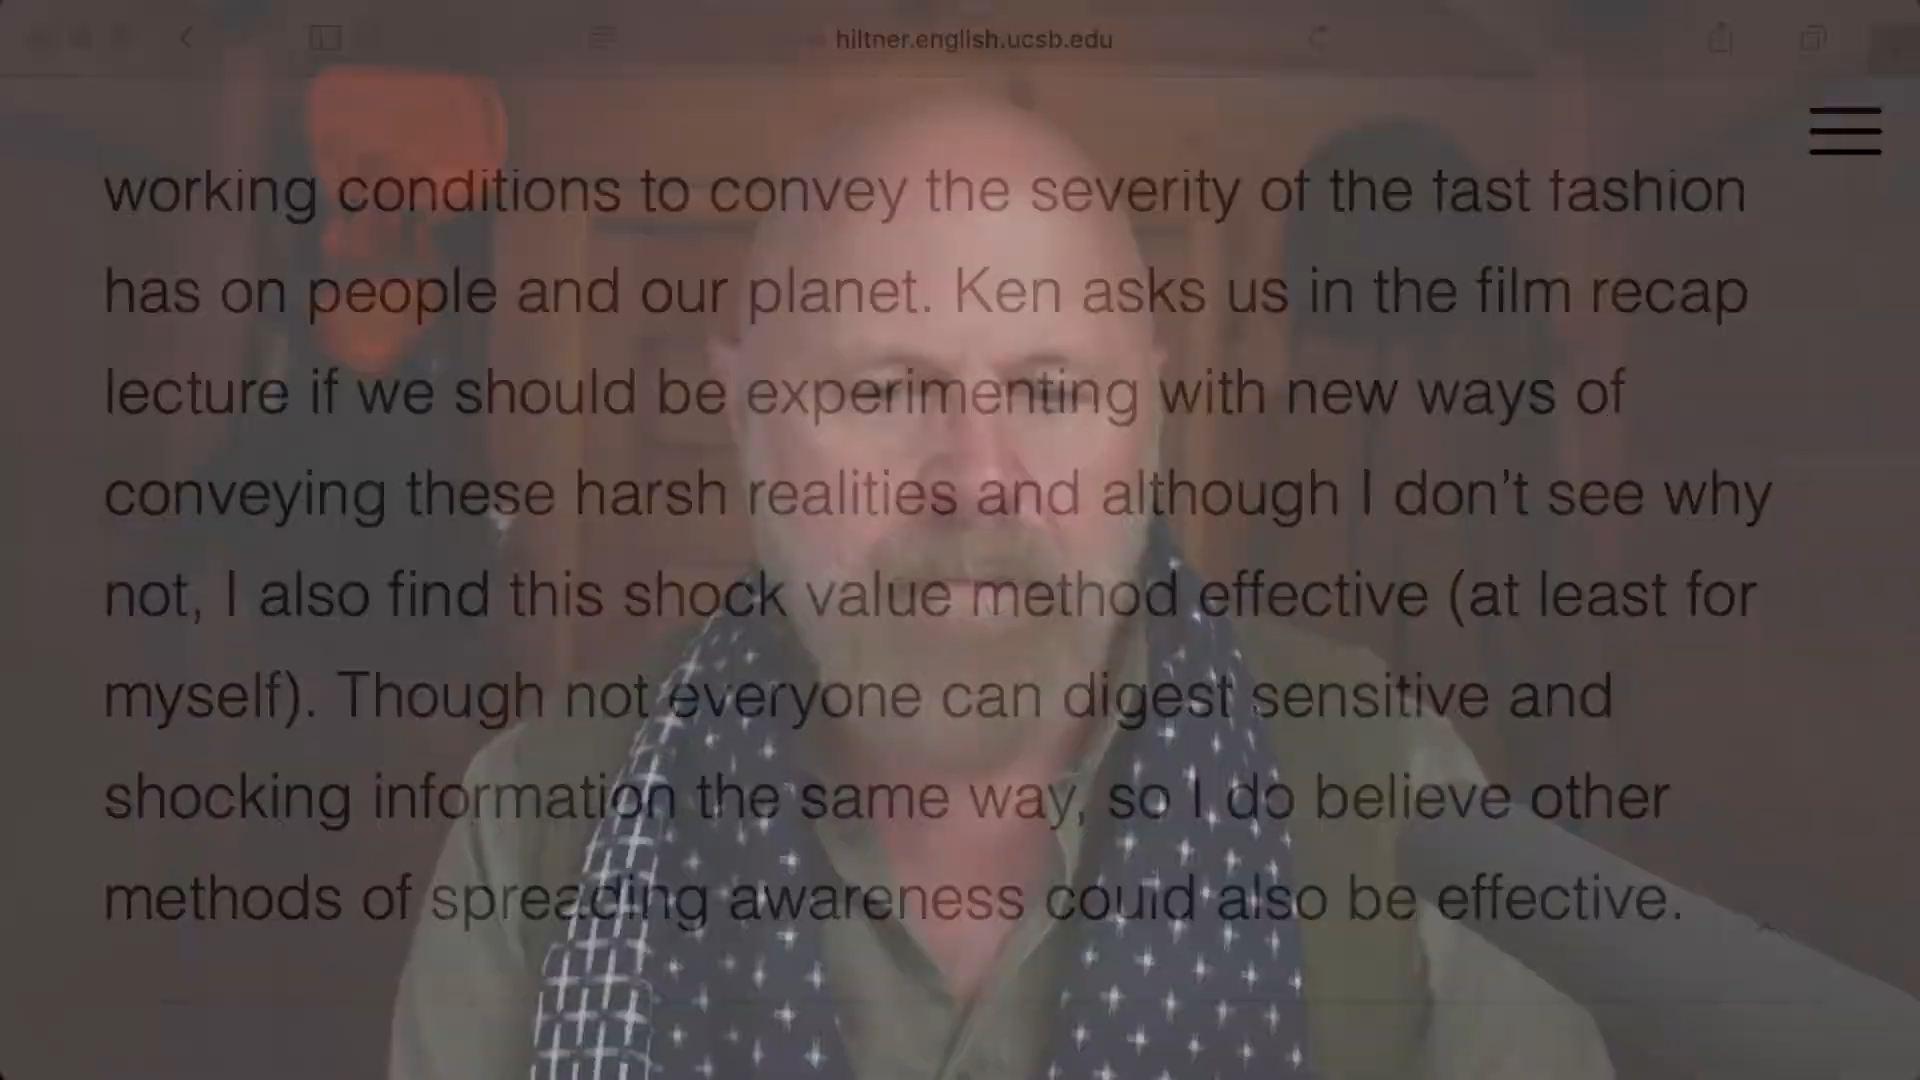 hiltner.english.ucsb.edu
working conditions to convey the severity of the fast fashion
has on people and our planet. Ken asks us in the film recap
lecture if we should be experimenting with new ways of
conveying these harsh realities and although I don’t see why
not, I also find this shock value method effective (at least for
myself). Though not everyone can digest sensitive and
shocking information the same way, so I do believe other
methods of spreading awareness could also be effective.